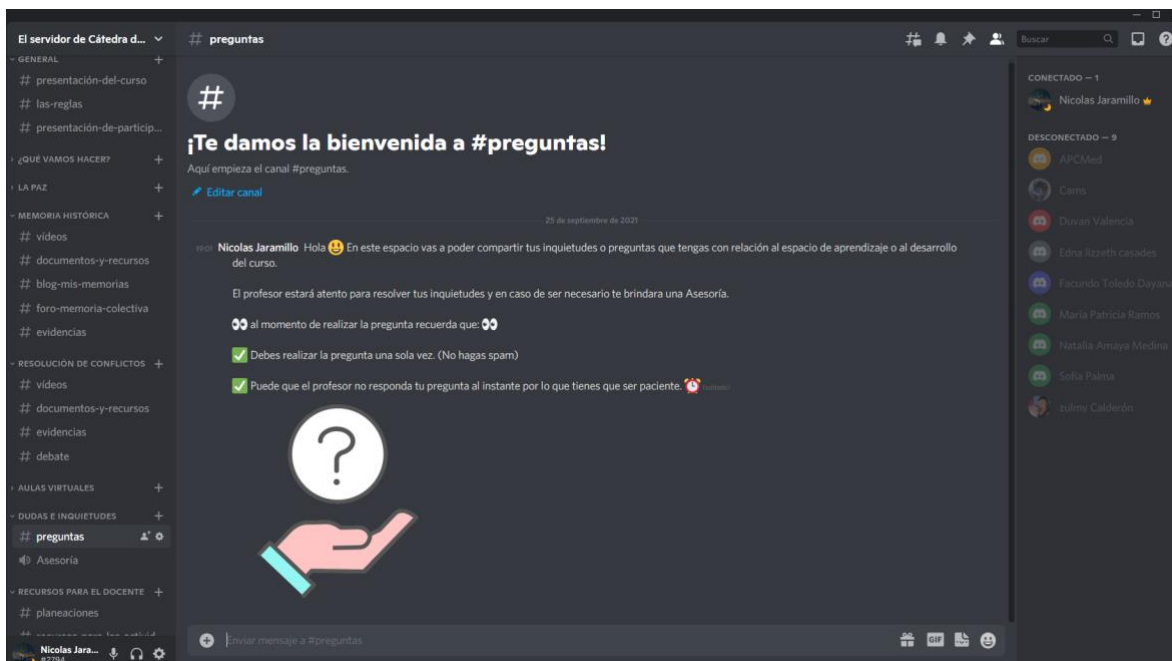 El servidor de Cátedra d...
GENERAL
# presentación-del-curso
# las-reglas
# presentación-de-particip...
¿QUÉ VAMOS HACER?
LA PAZ
MEMORIA HISTÓRICA
# vídeos
# documentos-y-recursos
# blog-mis-memorias
# foro-memoria-colectiva
# evidencias
RESOLUCIÓN DE CONFLICTOS
# vídeos
# documentos-y-recursos
# evidencias
# debate
AULAS VIRTUALES
DUDAS E INQUIETUDES
# preguntas
Asesoría
RECURSOS PARA EL DOCENTE
# planeaciones
Nicolas Jara...
#2794
# preguntas
Buscar
#
¡Te damos la bienvenida a #preguntas!
Aquí empieza el canal #preguntas.
Editar canal
25 de septiembre de 2021
19:01 Nicolas Jaramillo Hola 😃 En este espacio vas a poder compartir tus inquietudes o preguntas que tengas con relación al espacio de aprendizaje o al desarrollo
del curso.
El profesor estará atento para resolver tus inquietudes y en caso de ser necesario te brindara una Asesoría.
👀 al momento de realizar la pregunta recuerda que: 👀
✅ Debes realizar la pregunta una sola vez. (No hagas spam)
✅ Puede que el profesor no responda tu pregunta al instante por lo que tienes que ser paciente. ⏰ (editado)
?
Enviar mensaje a #preguntas
GIF
CONECTADO — 1
Nicolas Jaramillo
DESCONECTADO — 9
APCMed
Cams
Duvan Valencia
Edna lizzeth casades
Facundo Toledo Dayana
Maria Patricia Ramos
Natalia Amaya Medina
Sofia Palma
zulmy Calderón